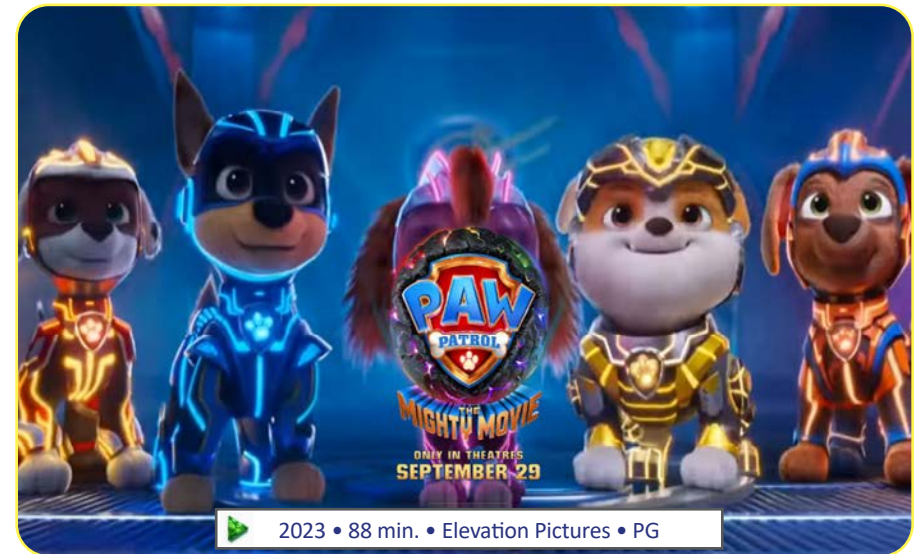 PAW
PATROL
THE
MIGHTY MOVIE
ONLY IN THEATRES
SEPTEMBER 29
2023 • 88 min. • Elevation Pictures • PG